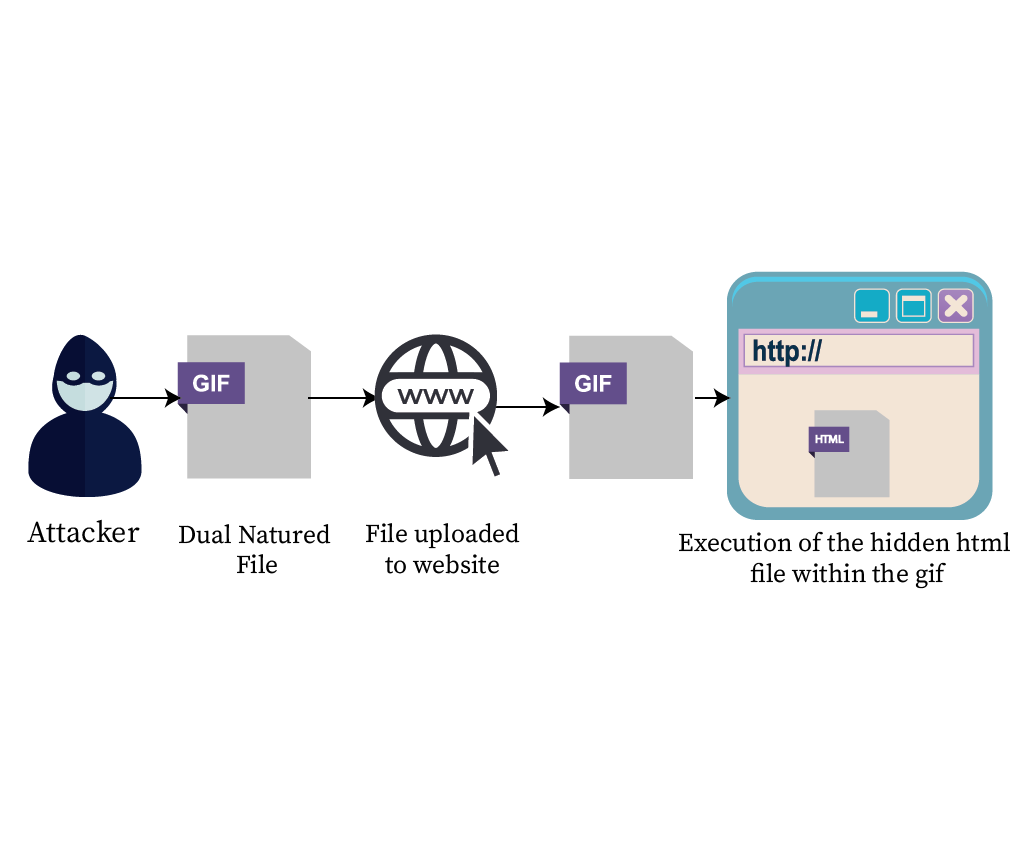 GIF
www
GIF
http://
HTML
Attacker
Dual Natured
File
File uploaded
to website
Execution of the hidden html
file within the gif